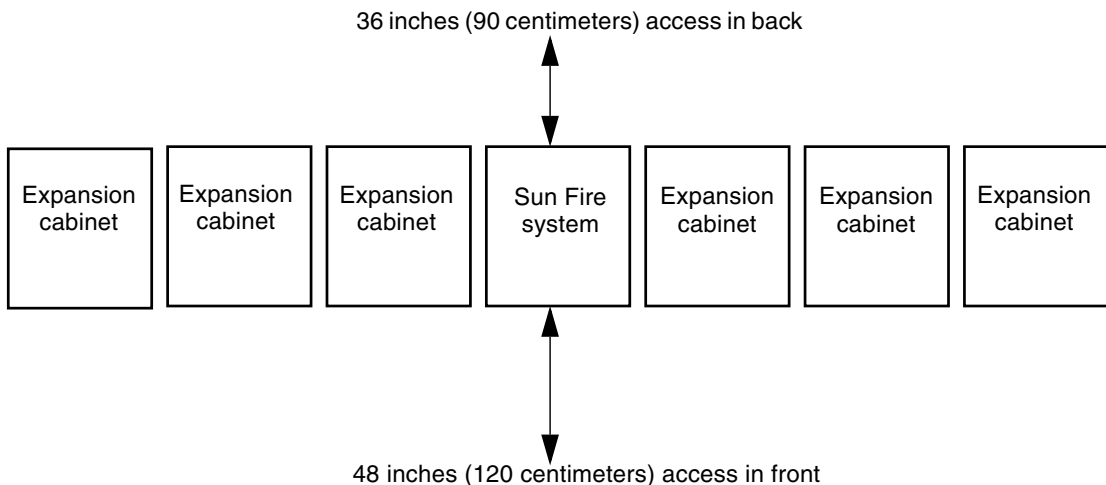 36 inches (90 centimeters) access in back
Expansion
cabinet
Expansion
cabinet
Expansion
cabinet
Sun Fire
system
Expansion
cabinet
Expansion
cabinet
Expansion
cabinet
48 inches (120 centimeters) access in front